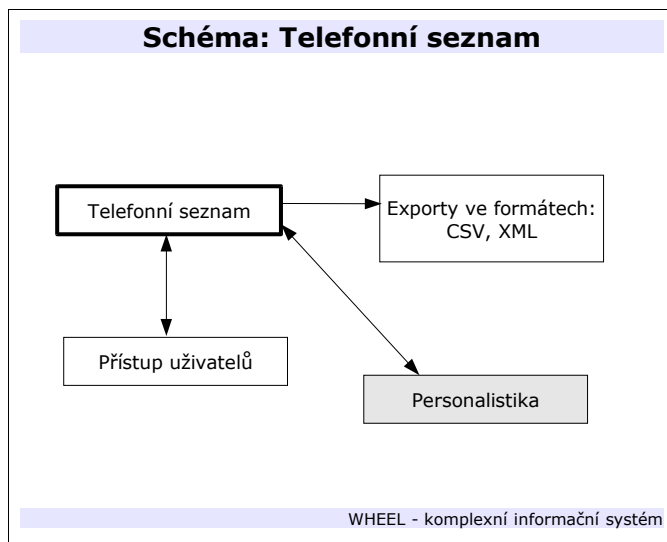 Schéma: Telefonní seznam
Telefonní seznam
Exporty ve formátech:
CSV, XML
Přístup uživatelů
Personalistika
WHEEL - komplexní informační systém